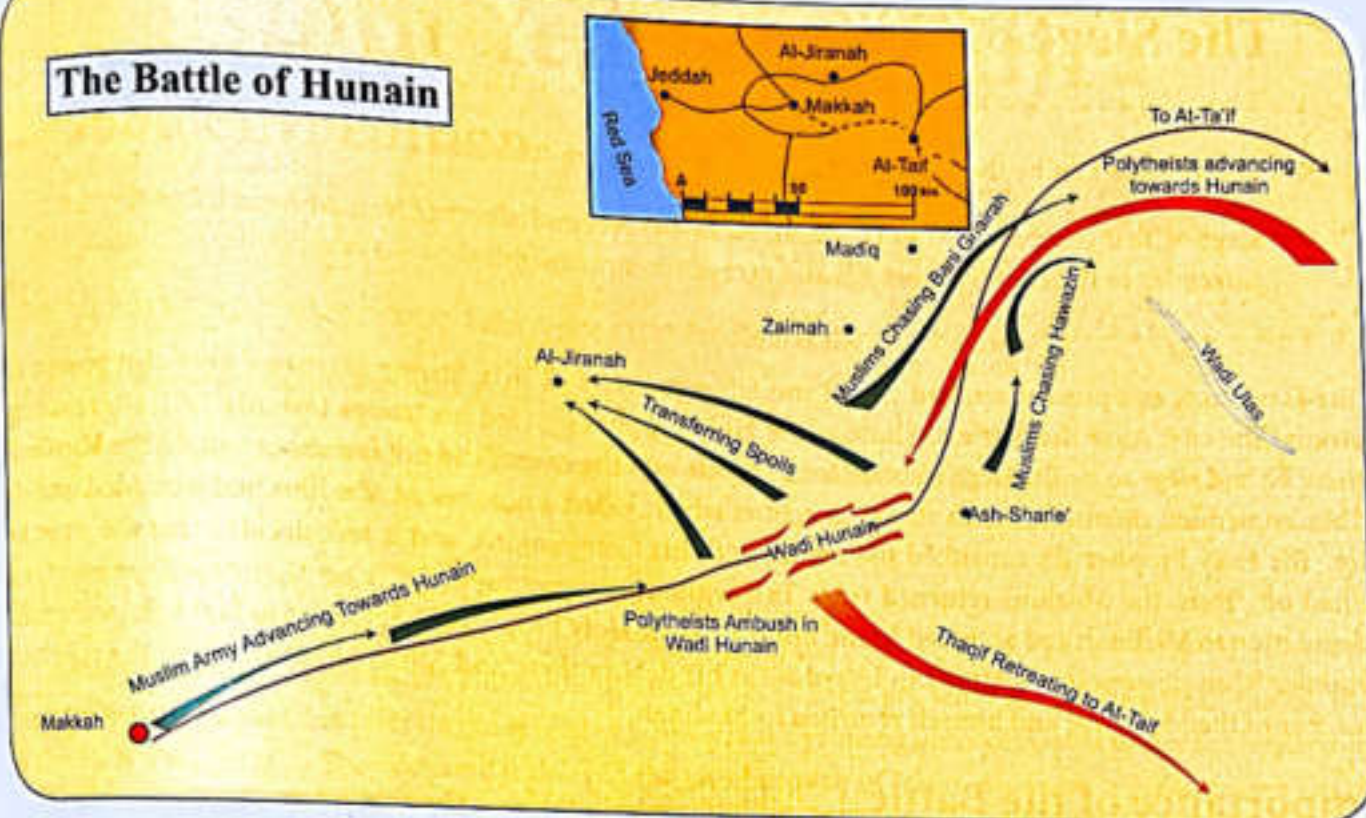 The Battle of Hunain
Al-Jiranah
Jeddah
Makkah
Red Sea
Al-Taif
50
100 km
To At-Ta'if
Polytheists advancing
towards Hunain
Madiq
Muslims Chasing Bani Ghairah
Zaimah
Muslims Chasing Hawazin
Wadi Utas
Al-Jiranah
Transferring Spoils
Ash-Sharie'
Wadi Hunain
Muslim Army Advancing Towards Hunain
Polytheists Ambush in
Wadi Hunain
Thaqif Retreating to At-Taif
Makkah